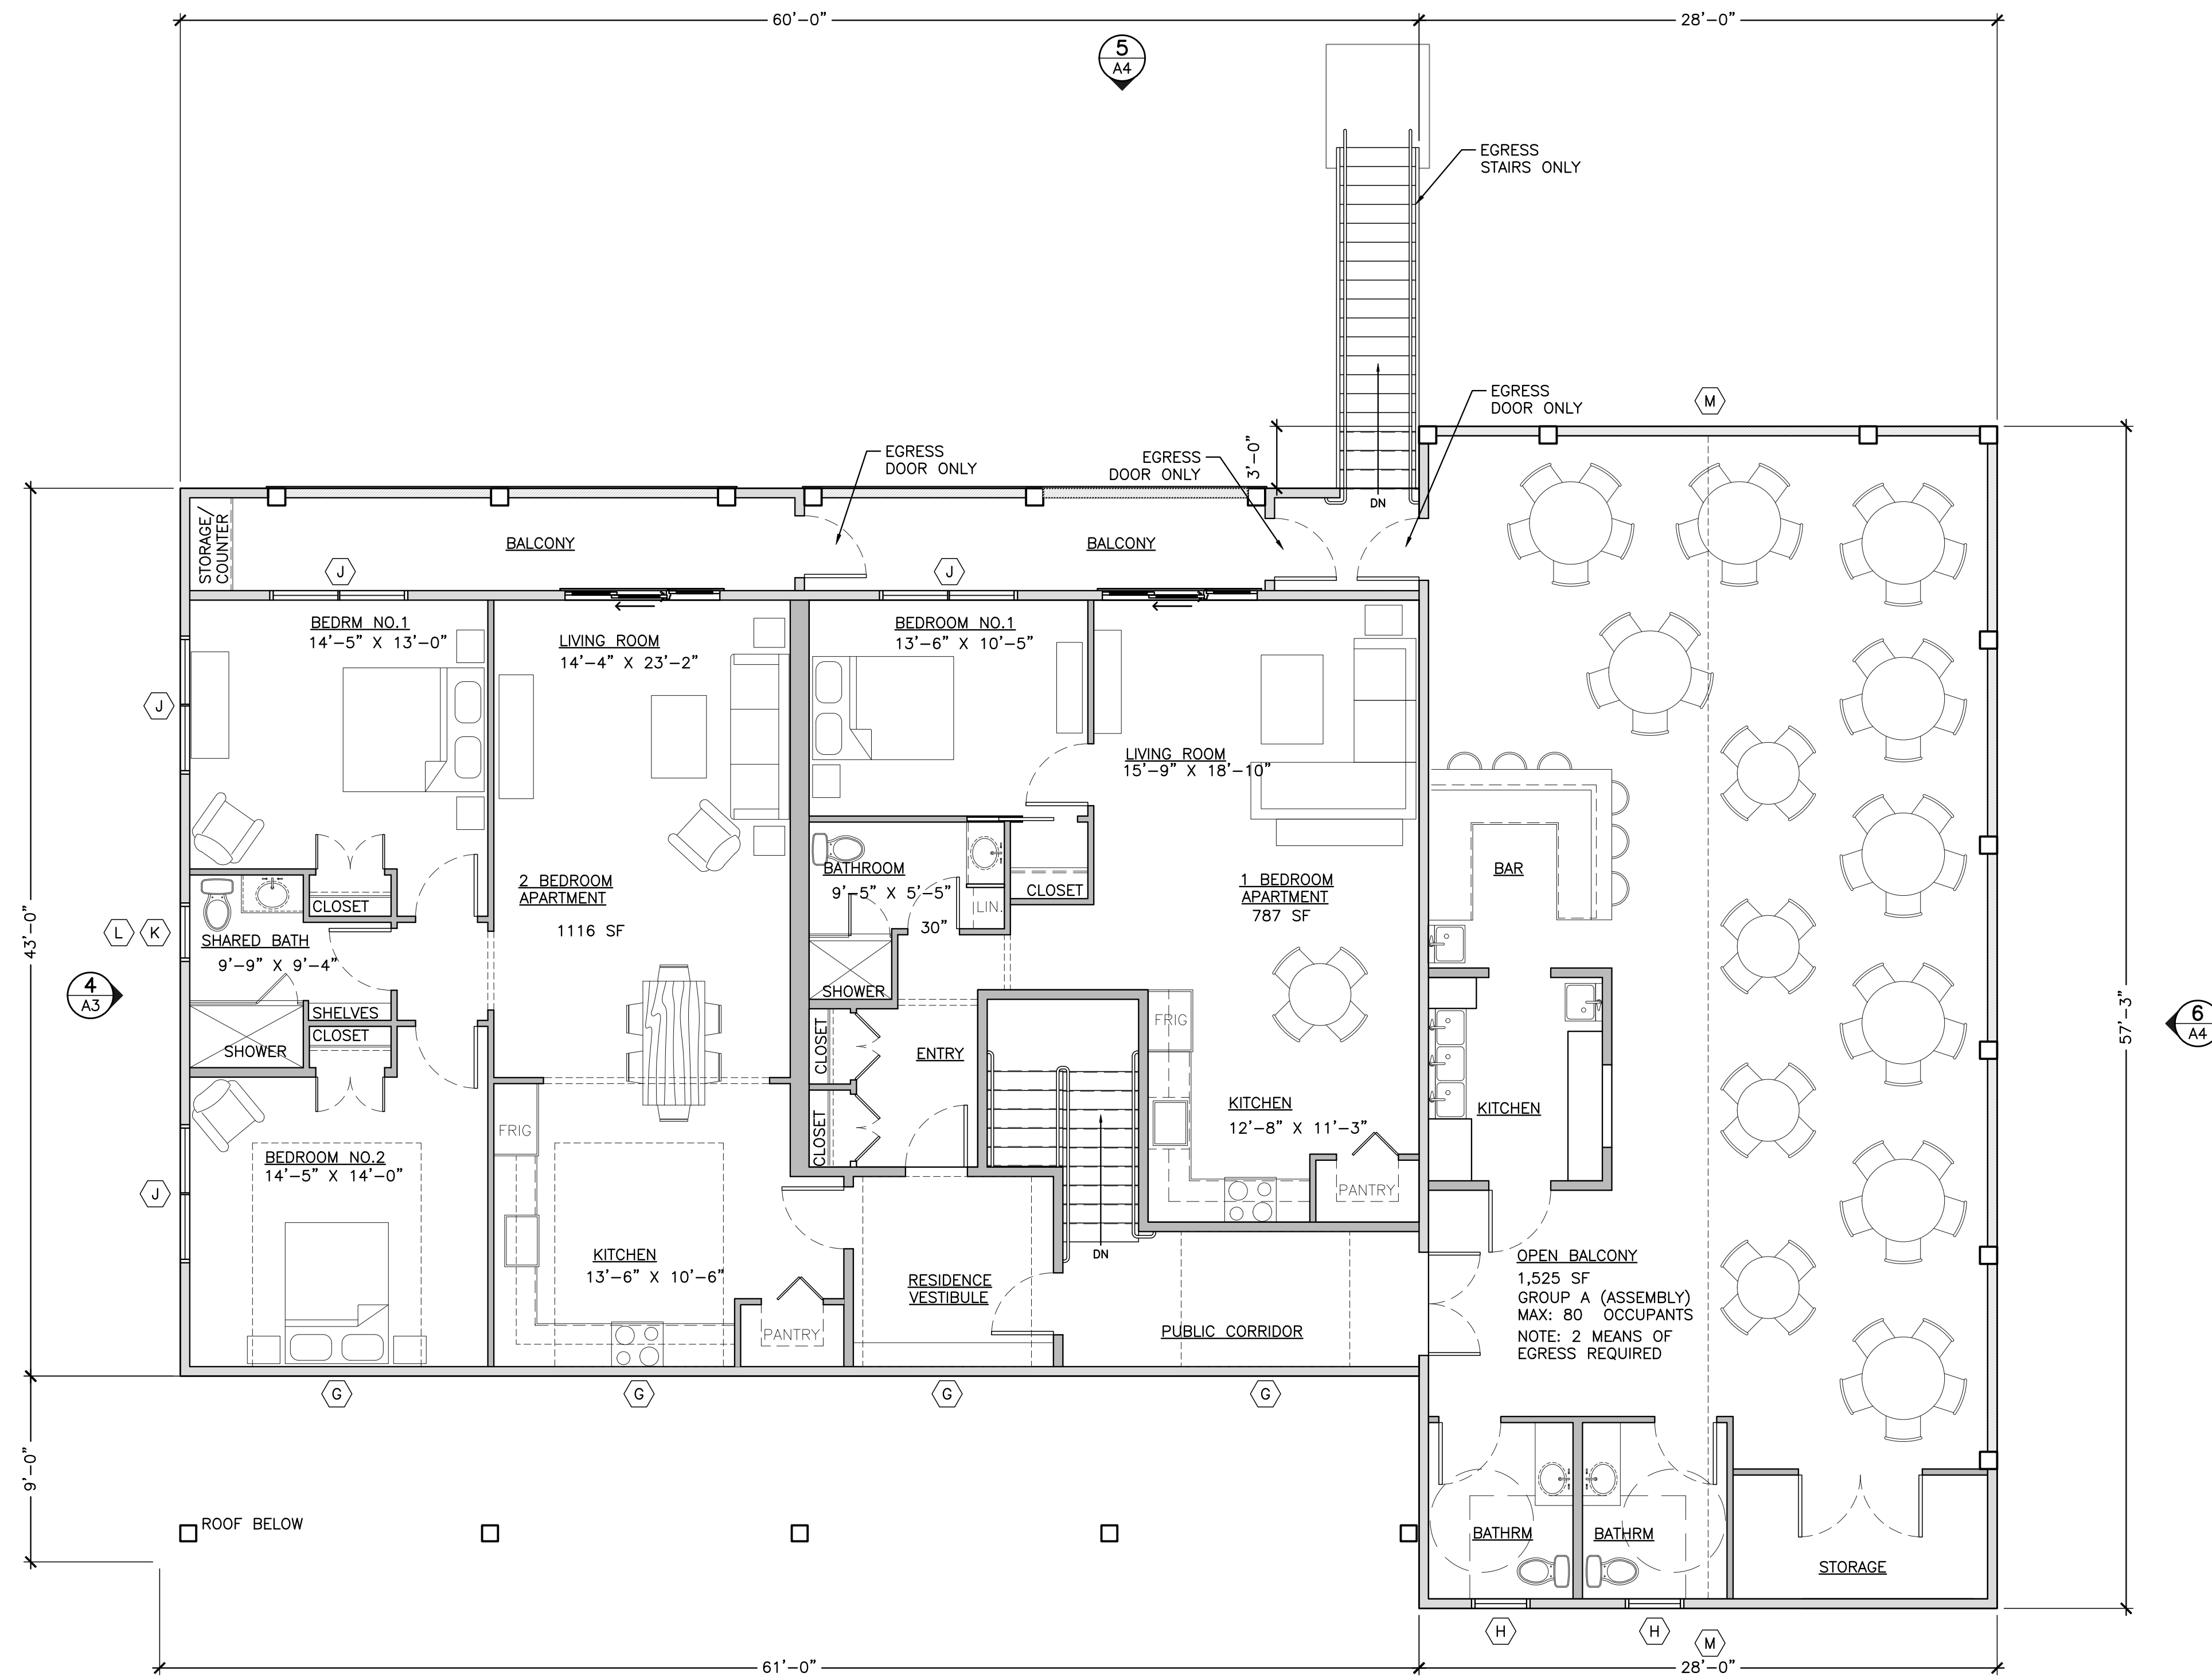 60'-0"
28'-0"
5
A4
EGRESS
STAIRS ONLY
EGRESS
DOOR ONLY
M
EGRESS
DOOR ONLY
EGRESS
DOOR ONLY
3'-0"
DN
STORAGE/
COUNTER
BALCONY
BALCONY
J
J
BEDRM NO.1
14'-5" X 13'-0"
LIVING ROOM
14'-4" X 23'-2"
BEDROOM NO.1
13'-6" X 10'-5"
J
LIVING ROOM
15'-9" X 18'-10"
BATHROOM
9'-5" X 5'-5"
LIN.
30"
CLOSET
BAR
2 BEDROOM
APARTMENT
1116 SF
1 BEDROOM
APARTMENT
787 SF
CLOSET
43'-0"
L
K
SHARED BATH
9'-9" X 9'-4"
4
A3
SHELVES
CLOSET
SHOWER
SHOWER
FRIG
57'-3"
6
A4
CLOSET
ENTRY
CLOSET
FRIG
KITCHEN
12'-8" X 11'-3"
KITCHEN
BEDROOM NO.2
14'-5" X 14'-0"
J
PANTRY
DN
KITCHEN
13'-6" X 10'-6"
RESIDENCE
VESTIBULE
PANTRY
PUBLIC CORRIDOR
OPEN BALCONY
1,525 SF
GROUP A (ASSEMBLY)
MAX: 80 OCCUPANTS
NOTE: 2 MEANS OF
EGRESS REQUIRED
G
G
G
G
9'-0"
ROOF BELOW
BATHRM
BATHRM
STORAGE
H
H
M
61'-0"
28'-0"